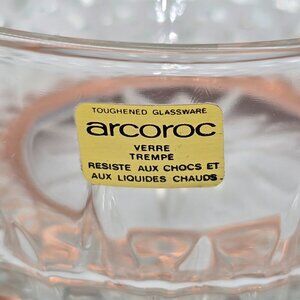 TOUGHENED GLASSWARE
arcoroc
VERRE
TREMPÉ
RESISTE AUX CHOCS ET
AUX LIQUIDES CHAUDS